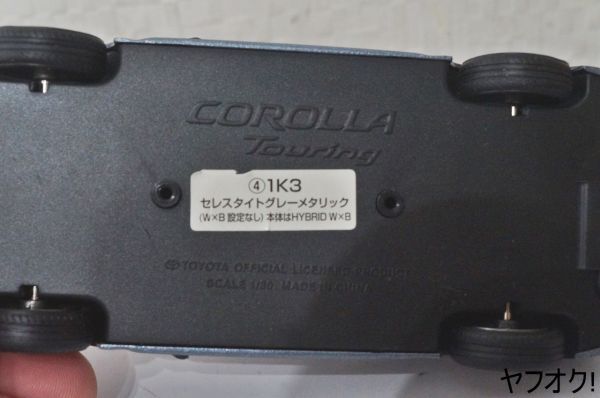 COROLLA
Touring
④1K3
セレスタイトグレーメタリック
(W×B 設定なし) 本体はHYBRID W×B
TOYOTA OFFICIAL LICENSED PRODUCT
SCALE 1/30 MADE IN CHINA
ヤフオク!